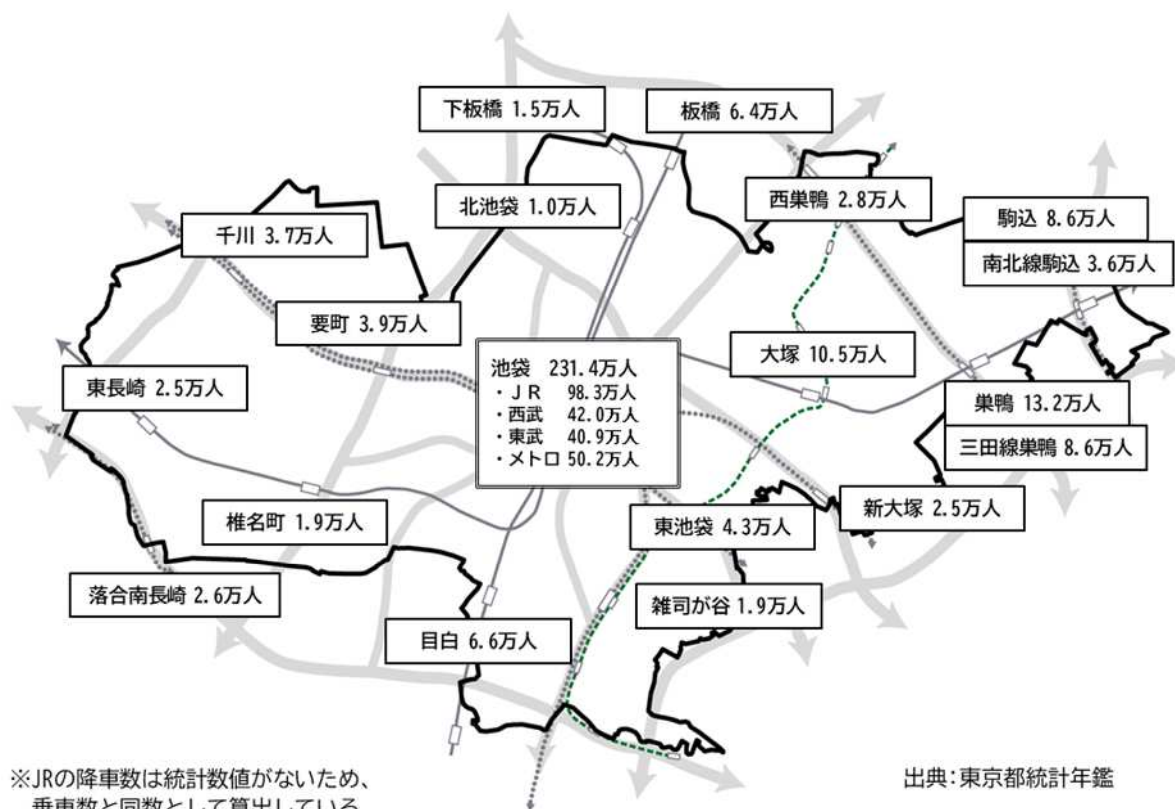 下板橋 1.5万人
板橋 6.4万人
北池袋 1.0万人
西巣鴨 2.8万人
千川 3.7万人
駒込 8.6万人
南北線駒込 3.6万人
要町 3.9万人
大塚 10.5万人
池袋 231.4万人
・JR 98.3万人
・西武 42.0万人
・東武 40.9万人
・メトロ 50.2万人
東長崎 2.5万人
巣鴨 13.2万人
三田線巣鴨 8.6万人
新大塚 2.5万人
椎名町 1.9万人
東池袋 4.3万人
落合南長崎 2.6万人
雑司が谷 1.9万人
目白 6.6万人
※JRの降車数は統計数値がないため、
乗車数と同数として算出している
出典：東京都統計年鑑